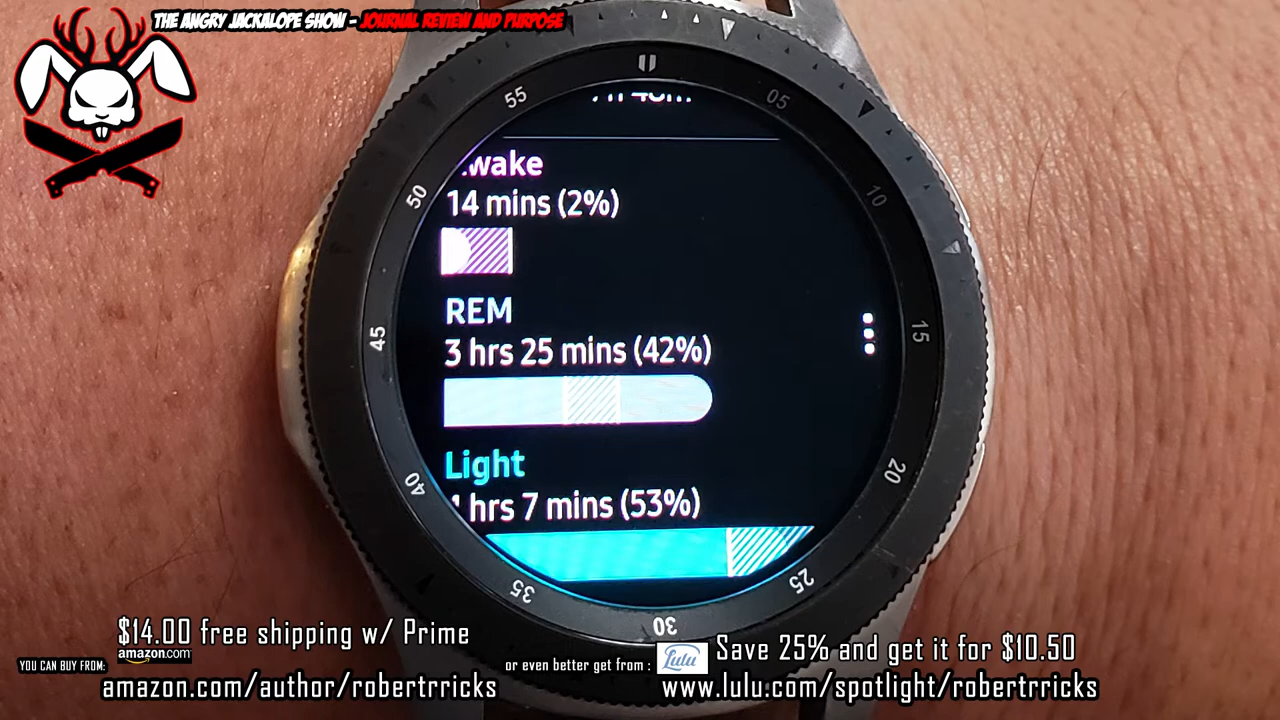 THE ANGRY JACKALOPE SHOW - JOURNAL REVIEW AND PURPOSE
55
05
50
10
45
15
40
20
35
25
30
.wake
14 mins (2%)
REM
3 hrs 25 mins (42%)
Light
hrs 7 mins (53%)
$14.00 free shipping w/ Prime
amazon.com
YOU CAN BUY FROM:
amazon.com/author/robertrricks
or even better get from :
Lulu
Save 25% and get it for $10.50
www.lulu.com/spotlight/robertrricks